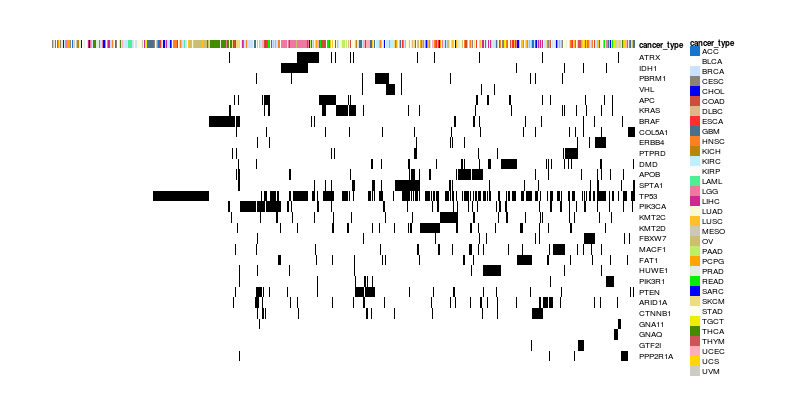 cancer_type
ATRX
IDH1
PBRM1
VHL
APC
KRAS
BRAF
COL5A1
ERBB4
PTPRD
DMD
APOB
SPTA1
TP53
PIK3CA
KMT2C
KMT2D
FBXW7
MACF1
FAT1
HUWE1
PIK3R1
PTEN
ARID1A
CTNNB1
GNA11
GNAQ
GTF2I
PPP2R1A
cancer_type
ACC
BLCA
BRCA
CESC
CHOL
COAD
DLBC
ESCA
GBM
HNSC
KICH
KIRC
KIRP
LAML
LGG
LIHC
LUAD
LUSC
MESO
OV
PAAD
PCPG
PRAD
READ
SARC
SKCM
STAD
TGCT
THCA
THYM
UCEC
UCS
UVM